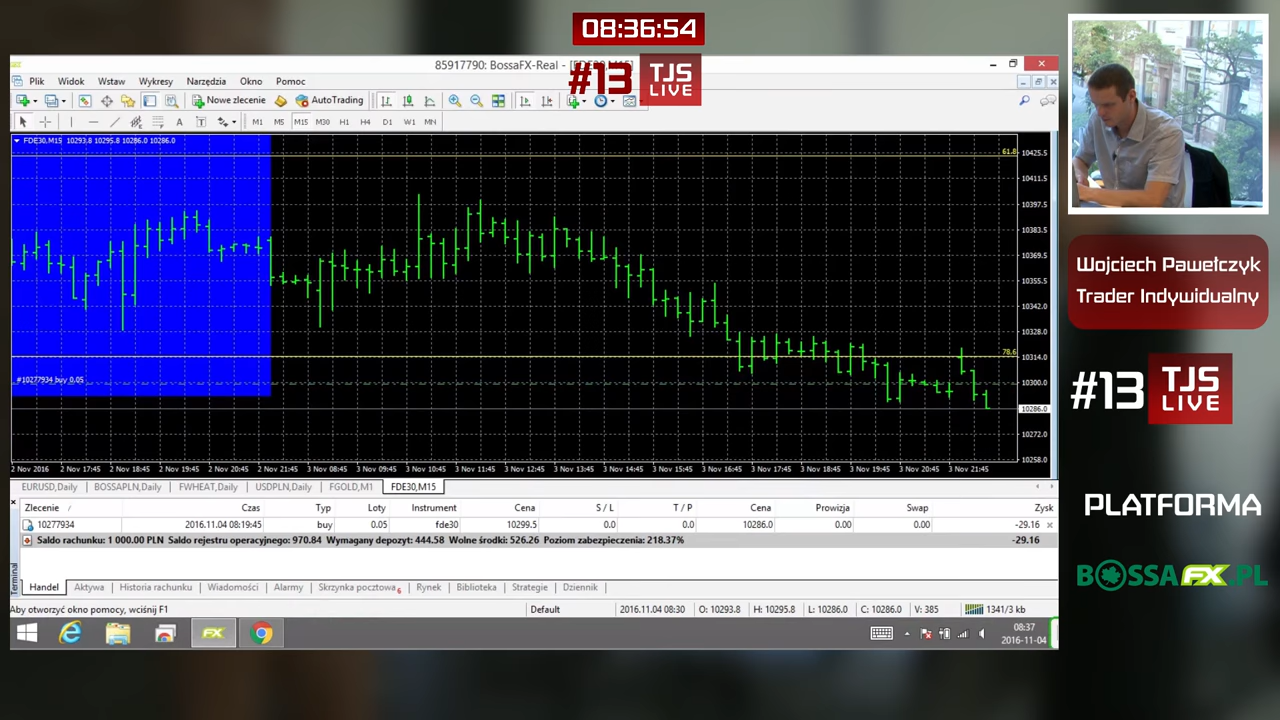 08:36:54
85917790: BossaFX-Real - [FDE30,M15]
#13 TJS LIVE
Plik Widok Wstaw Wykresy Narzędzia Okno Pomoc
Nowe zlecenie AutoTrading
A T M1 M5 M15 M30 H1 H4 D1 W1 MN
FDE30,M15 10293.8 10295.8 10286.0 10286.0
61.8
10425.5
10411.5
10397.5
10383.5
10369.5
10355.5
10342.0
10328.0
78.6
10314.0
#10277934 buy 0.05
10300.0
10286.0
10272.0
10258.0
2 Nov 2016 2 Nov 17:45 2 Nov 18:45 2 Nov 19:45 2 Nov 20:45 2 Nov 21:45 3 Nov 08:45 3 Nov 09:45 3 Nov 10:45 3 Nov 11:45 3 Nov 12:45 3 Nov 13:45 3 Nov 14:45 3 Nov 15:45 3 Nov 16:45 3 Nov 17:45 3 Nov 18:45 3 Nov 19:45 3 Nov 20:45 3 Nov 21:45
EURUSD,Daily BOSSAPLN,Daily FWHEAT,Daily USDPLN,Daily FGOLD,M1 FDE30,M15
Zlecenie / Czas Typ Loty Instrument Cena S / L T / P Cena Prowizja Swap Zysk
10277934 2016.11.04 08:19:45 buy 0.05 fde30 10299.5 0.0 0.0 10286.0 0.00 0.00 -29.16
Saldo rachunku: 1 000.00 PLN Saldo rejestru operacyjnego: 970.84 Wymagany depozyt: 444.58 Wolne środki: 526.26 Poziom zabezpieczenia: 218.37% -29.16
Terminal
Handel Aktywa Historia rachunku Wiadomości Alarmy Skrzynka pocztowa 6 Rynek Biblioteka Strategie Dziennik
Aby otworzyć okno pomocy, wciśnij F1 Default 2016.11.04 08:30 O: 10293.8 H: 10295.8 L: 10286.0 C: 10286.0 V: 385 1341/3 kb
FX
08:37
2016-11-04
Wojciech Pawełczyk
Trader Indywidualny
#13 TJS LIVE
PLATFORMA
BOSSAFX.PL